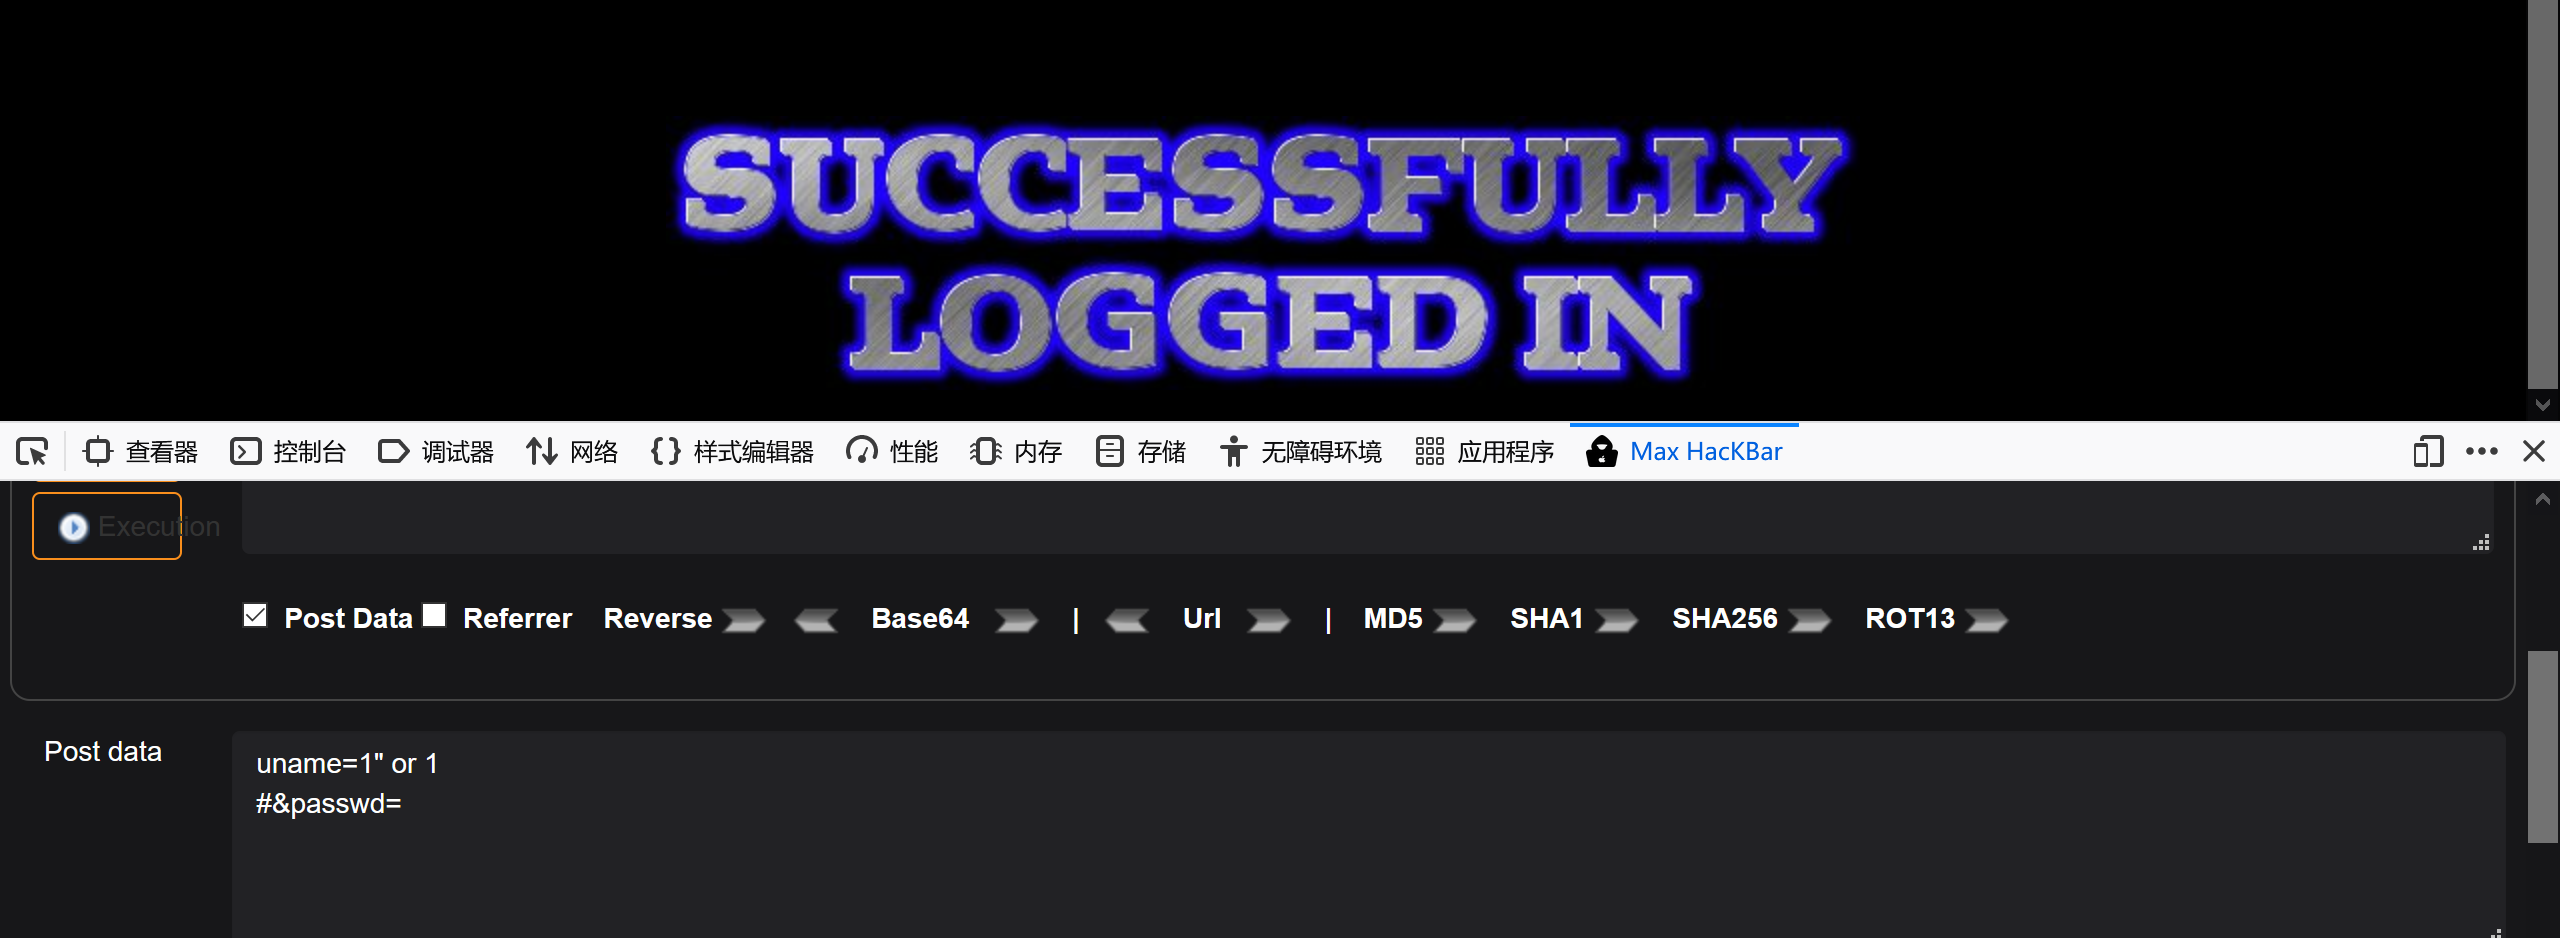 SUCCESSFULLY
LOGGED IN
查看器 控制台 调试器 网络 {} 样式编辑器 性能 内存 存储 无障碍环境 应用程序 Max HacKBar
Execution
Post Data Referrer Reverse Base64 | Url | MD5 SHA1 SHA256 ROT13
Post data
uname=1" or 1
#&passwd=